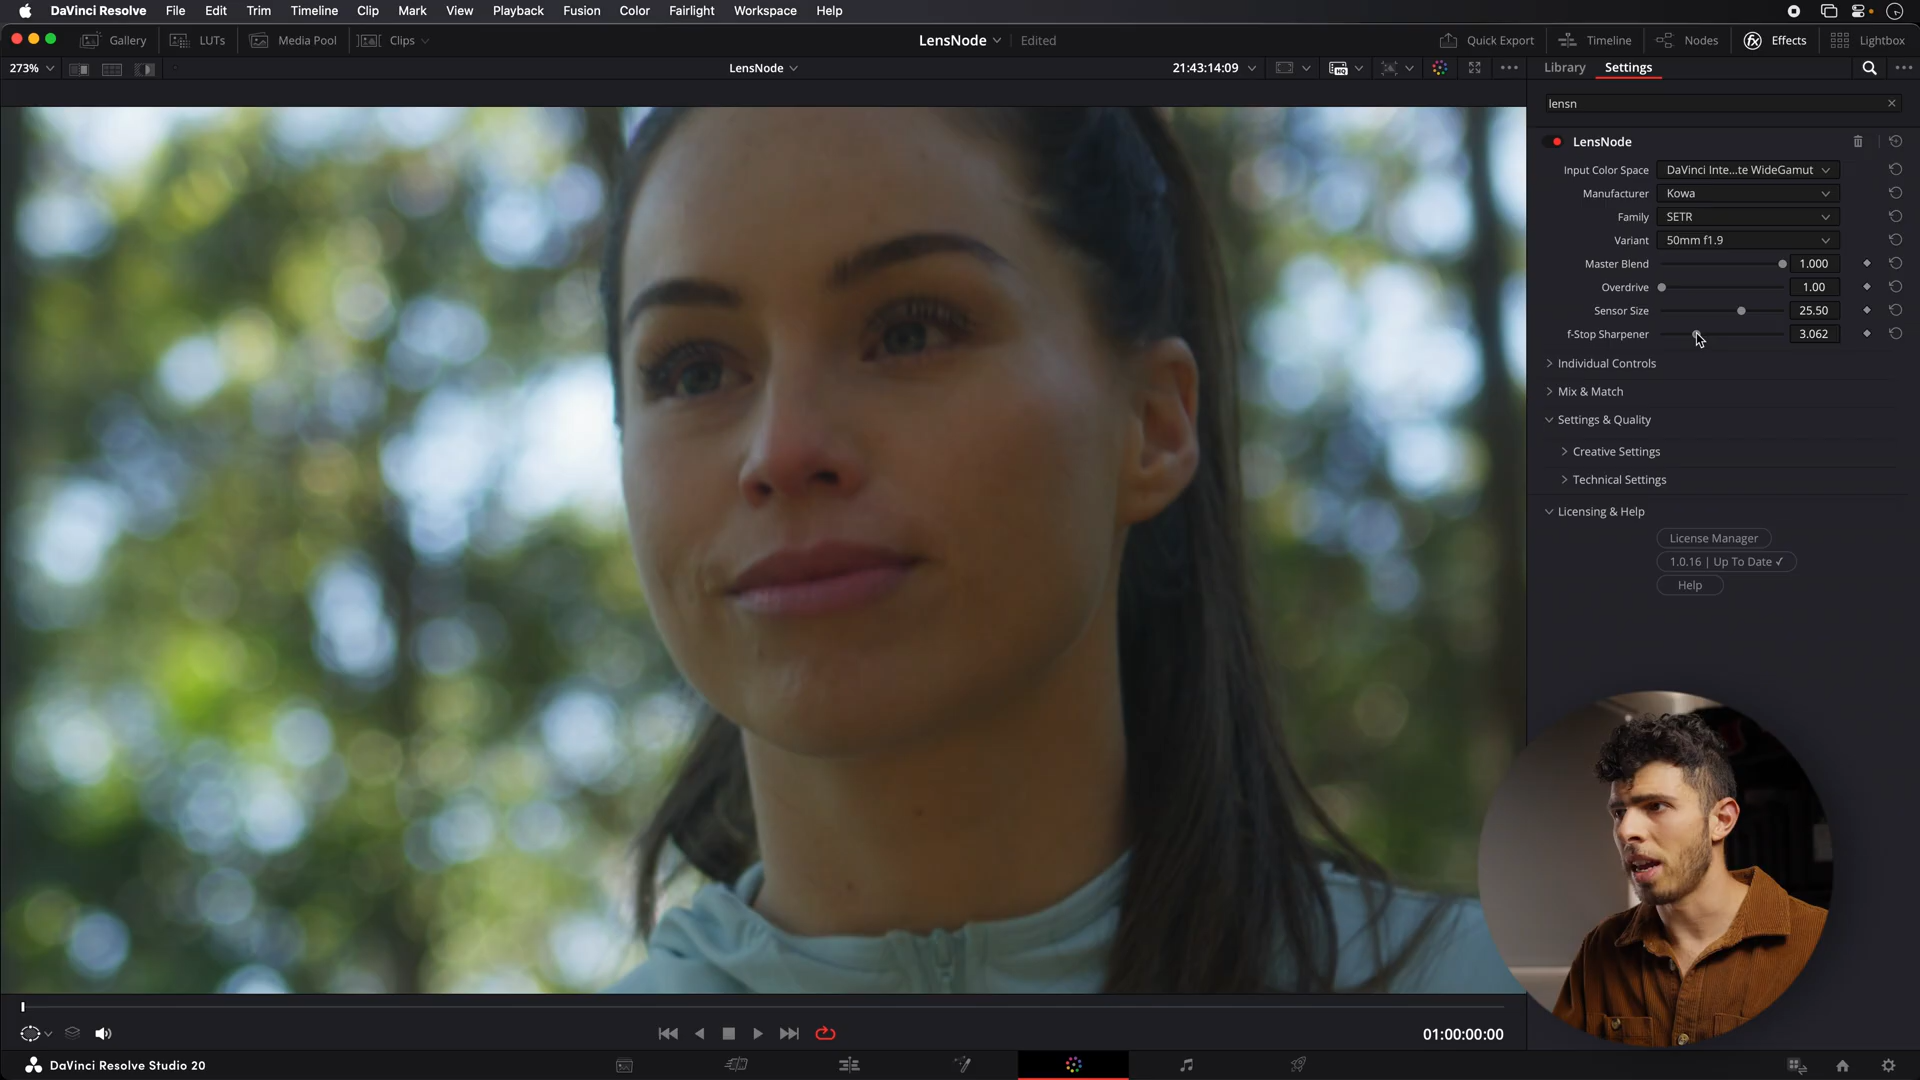 DaVinci Resolve File Edit Trim Timeline Clip Mark View Playback Fusion Color Fairlight Workspace Help
Gallery LUTs Media Pool Clips LensNode Edited Quick Export Timeline Nodes Effects Lightbox
273% LensNode 21:43:14:09 HQ Library Settings
lensn
LensNode
Input Color Space DaVinci Inte...te WideGamut
Manufacturer Kowa
Family SETR
Variant 50mm f1.9
Master Blend 1.000
Overdrive 1.00
Sensor Size 25.50
f-Stop Sharpener 3.062
Individual Controls
Mix & Match
Settings & Quality
Creative Settings
Technical Settings
Licensing & Help
License Manager
1.0.16 | Up To Date ✓
Help
01:00:00:00
DaVinci Resolve Studio 20